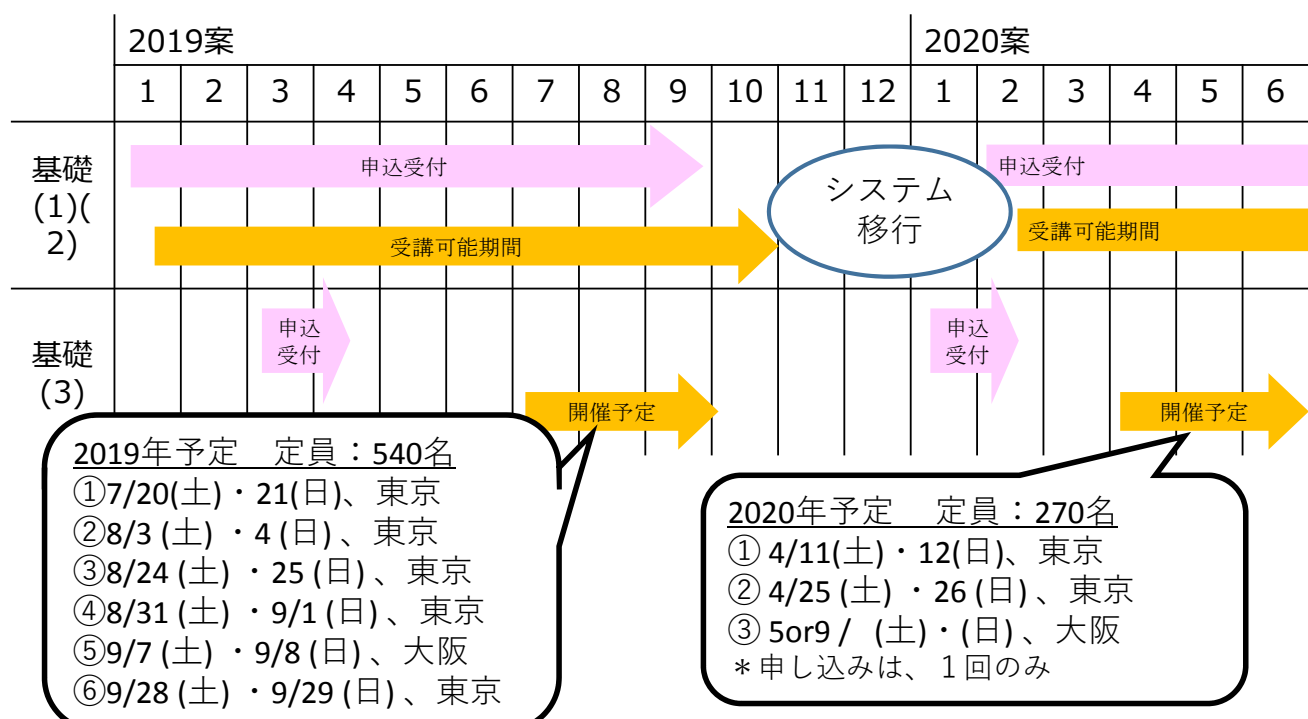 2019案 2020案
1 2 3 4 5 6 7 8 9 10 11 12 1 2 3 4 5 6
基礎
(1)(
2)
申込受付
受講可能期間
システム
移行
申込受付
受講可能期間
基礎
(3)
申込
受付
開催予定
申込
受付
開催予定
2019年予定 定員：540名
①7/20(土)・21(日)、東京
②8/3 (土) ・4 (日) 、東京
③8/24 (土) ・25 (日) 、東京
④8/31 (土) ・9/1 (日) 、東京
⑤9/7 (土) ・9/8 (日) 、大阪
⑥9/28 (土) ・9/29 (日) 、東京
2020年予定 定員：270名
① 4/11(土)・12(日)、東京
② 4/25 (土) ・26 (日) 、東京
③ 5or9 / (土)・(日) 、大阪
＊申し込みは、１回のみ